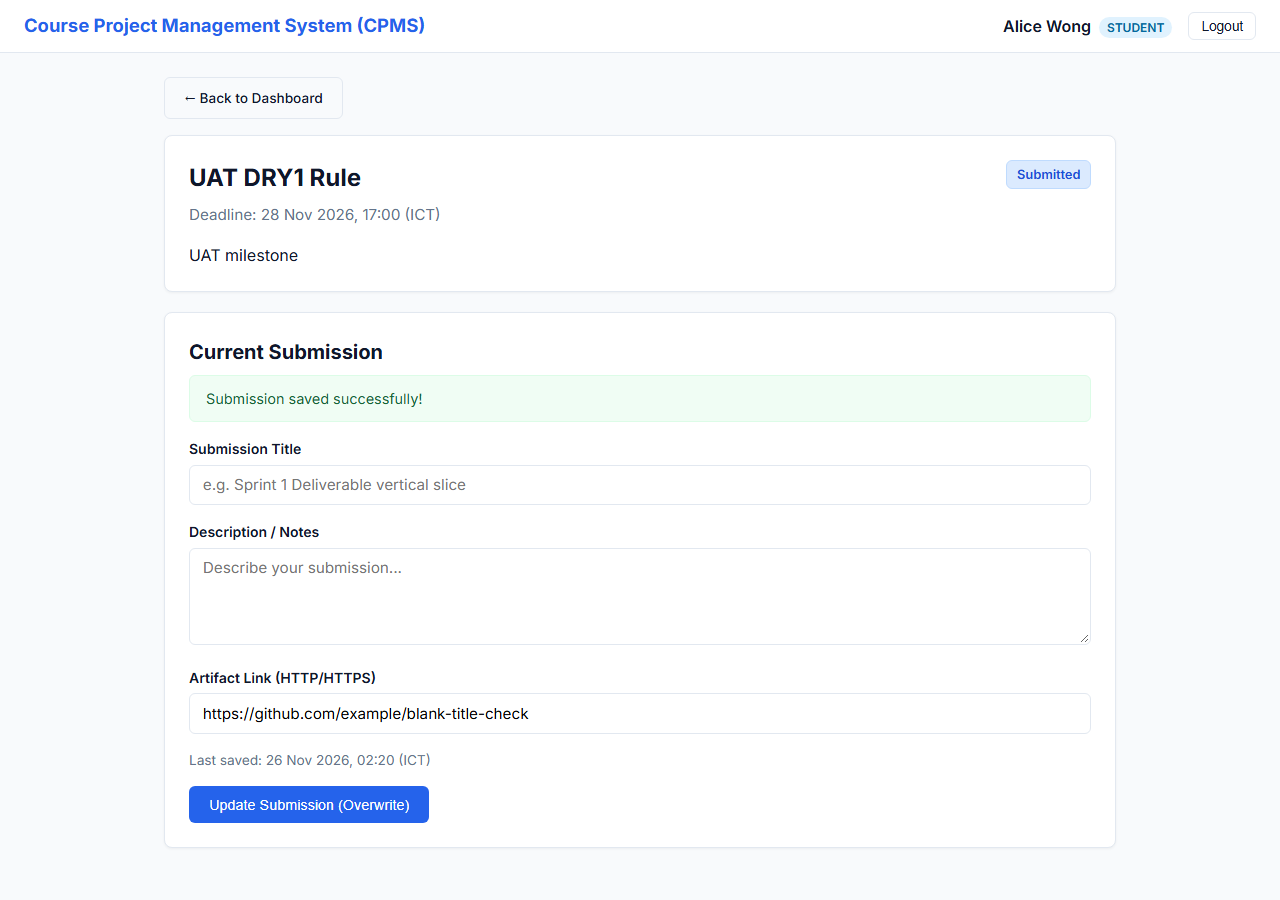 Course Project Management System (CPMS)
Alice Wong STUDENT Logout
← Back to Dashboard
UAT DRY1 Rule
Submitted
Deadline: 28 Nov 2026, 17:00 (ICT)
UAT milestone
Current Submission
Submission saved successfully!
Submission Title
e.g. Sprint 1 Deliverable vertical slice
Description / Notes
Describe your submission...
Artifact Link (HTTP/HTTPS)
https://github.com/example/blank-title-check
Last saved: 26 Nov 2026, 02:20 (ICT)
Update Submission (Overwrite)